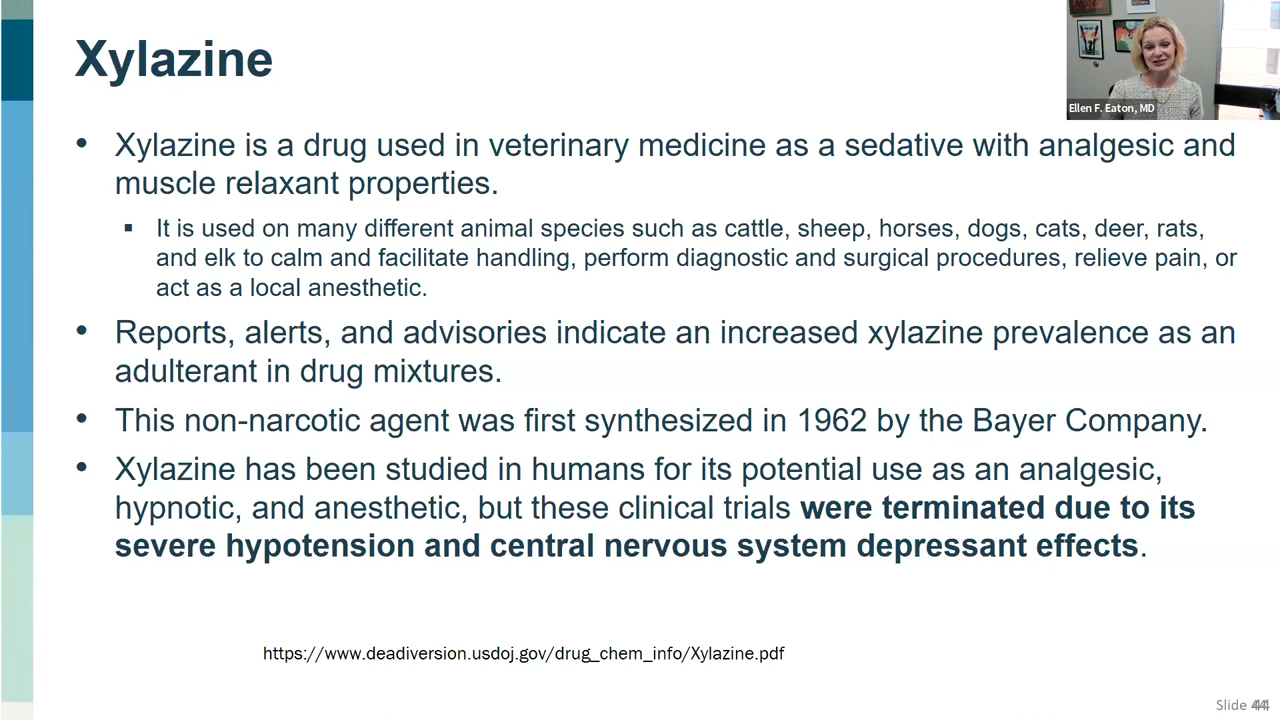 Xylazine
Ellen F. Eaton, MD
• Xylazine is a drug used in veterinary medicine as a sedative with analgesic and
muscle relaxant properties.
▪ It is used on many different animal species such as cattle, sheep, horses, dogs, cats, deer, rats,
and elk to calm and facilitate handling, perform diagnostic and surgical procedures, relieve pain, or
act as a local anesthetic.
• Reports, alerts, and advisories indicate an increased xylazine prevalence as an
adulterant in drug mixtures.
• This non-narcotic agent was first synthesized in 1962 by the Bayer Company.
• Xylazine has been studied in humans for its potential use as an analgesic,
hypnotic, and anesthetic, but these clinical trials were terminated due to its
severe hypotension and central nervous system depressant effects.
https://www.deadiversion.usdoj.gov/drug_chem_info/Xylazine.pdf
Slide 44